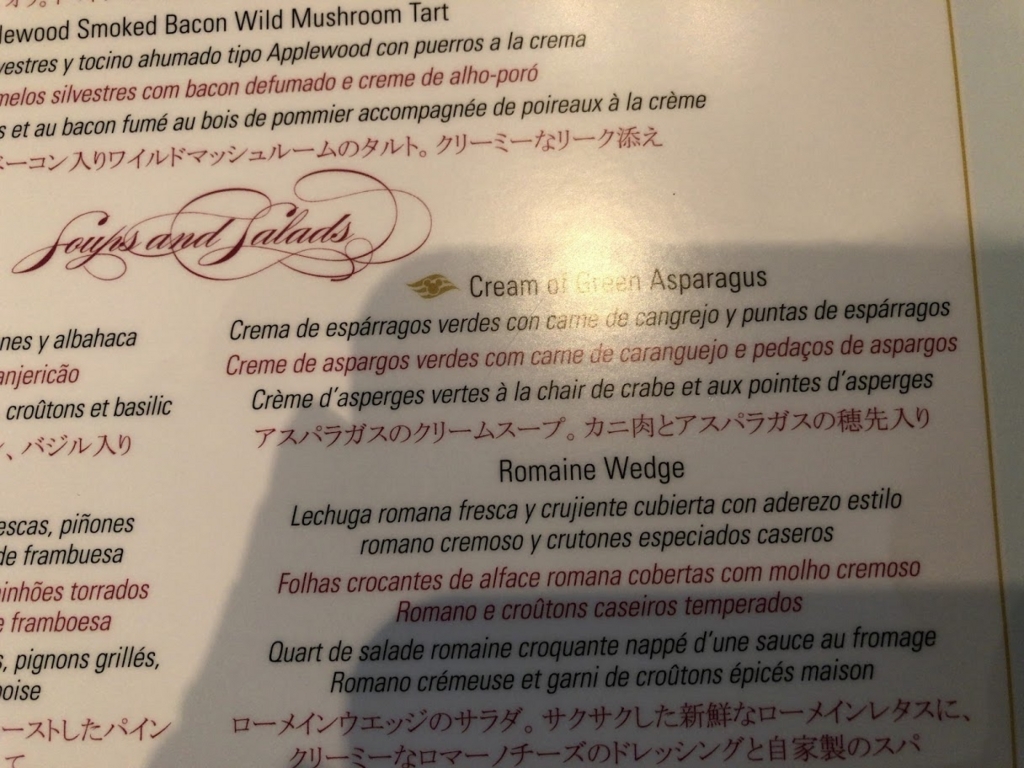 Smoked Bacon Wild Mushroom Tart
y tocino ahumado tipo Applewood con puerros a la crema
silvestres com bacon defumado e creme de alho-poró
et au bacon fumé au bois de pommier accompagnée de poireaux à la crème
ーコン入りワイルドマッシュルームのタルト。クリーミーなリーク添え
Soups and Salads
nes y albahaca
anjericão
croûtons et basilic
、バジル入り
escas, piñones
de frambuesa
inhões torrados
e framboesa
s, pignons grillés,
oise
ーストしたパイン
て
Cream of Green Asparagus
Crema de espárragos verdes con carne de cangrejo y puntas de espárragos
Creme de aspargos verdes com carne de caranguejo e pedaços de aspargos
Crème d'asperges vertes à la chair de crabe et aux pointes d'asperges
アスパラガスのクリームスープ。カニ肉とアスパラガスの穂先入り
Romaine Wedge
Lechuga romana fresca y crujiente cubierta con aderezo estilo
romano cremoso y crutones especiados caseros
Folhas crocantes de alface romana cobertas com molho cremoso
Romano e croûtons caseiros temperados
Quart de salade romaine croquante nappé d'une sauce au fromage
Romano crémeuse et garni de croûtons épicés maison
ローメインウエッジのサラダ。サクサクした新鮮なローメインレタスに、
クリーミーなロマーノチーズのドレッシングと自家製のスパ